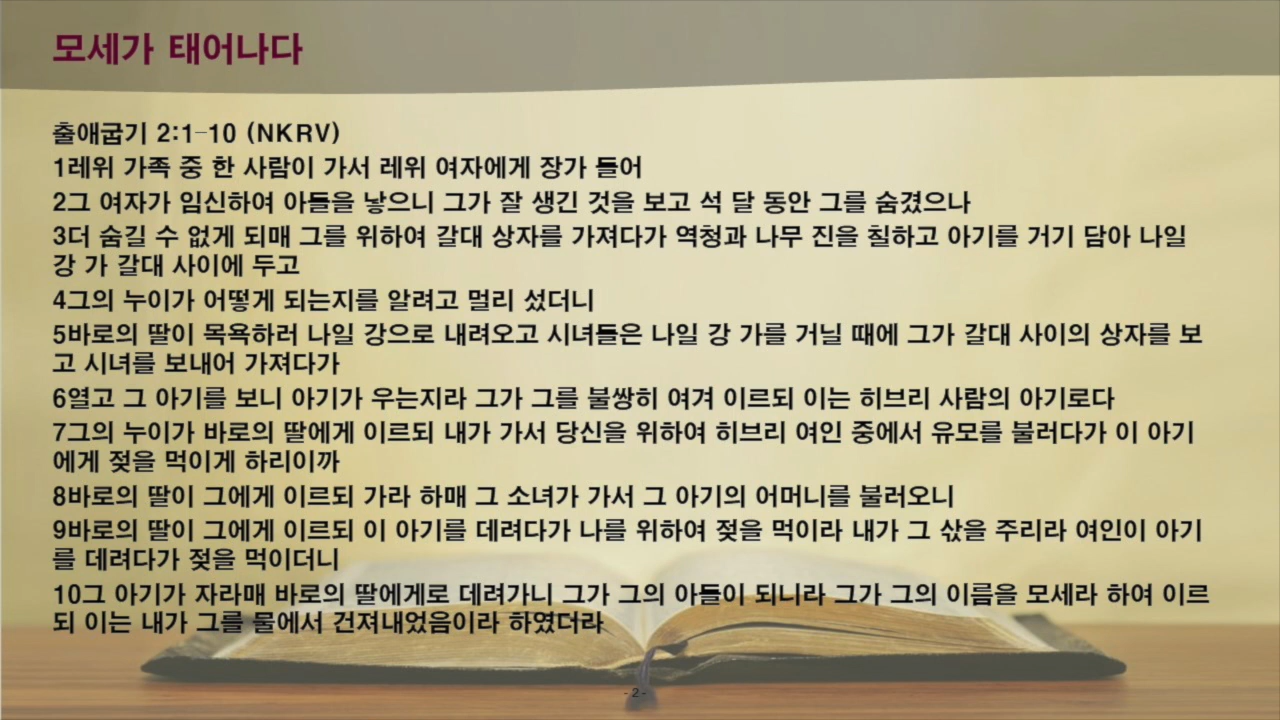 모세가 태어나다
출애굽기 2:1-10 (NKRV)
1레위 가족 중 한 사람이 가서 레위 여자에게 장가 들어
2그 여자가 임신하여 아들을 낳으니 그가 잘 생긴 것을 보고 석 달 동안 그를 숨겼으나
3더 숨길 수 없게 되매 그를 위하여 갈대 상자를 가져다가 역청과 나무 진을 칠하고 아기를 거기 담아 나일
강 가 갈대 사이에 두고
4그의 누이가 어떻게 되는지를 알려고 멀리 섰더니
5바로의 딸이 목욕하러 나일 강으로 내려오고 시녀들은 나일 강 가를 거닐 때에 그가 갈대 사이의 상자를 보
고 시녀를 보내어 가져다가
6열고 그 아기를 보니 아기가 우는지라 그가 그를 불쌍히 여겨 이르되 이는 히브리 사람의 아기로다
7그의 누이가 바로의 딸에게 이르되 내가 가서 당신을 위하여 히브리 여인 중에서 유모를 불러다가 이 아기
에게 젖을 먹이게 하리이까
8바로의 딸이 그에게 이르되 가라 하매 그 소녀가 가서 그 아기의 어머니를 불러오니
9바로의 딸이 그에게 이르되 이 아기를 데려다가 나를 위하여 젖을 먹이라 내가 그 삯을 주리라 여인이 아기
를 데려다가 젖을 먹이더니
10그 아기가 자라매 바로의 딸에게로 데려가니 그가 그의 아들이 되니라 그가 그의 이름을 모세라 하여 이르
되 이는 내가 그를 물에서 건져내었음이라 하였더라
-2-